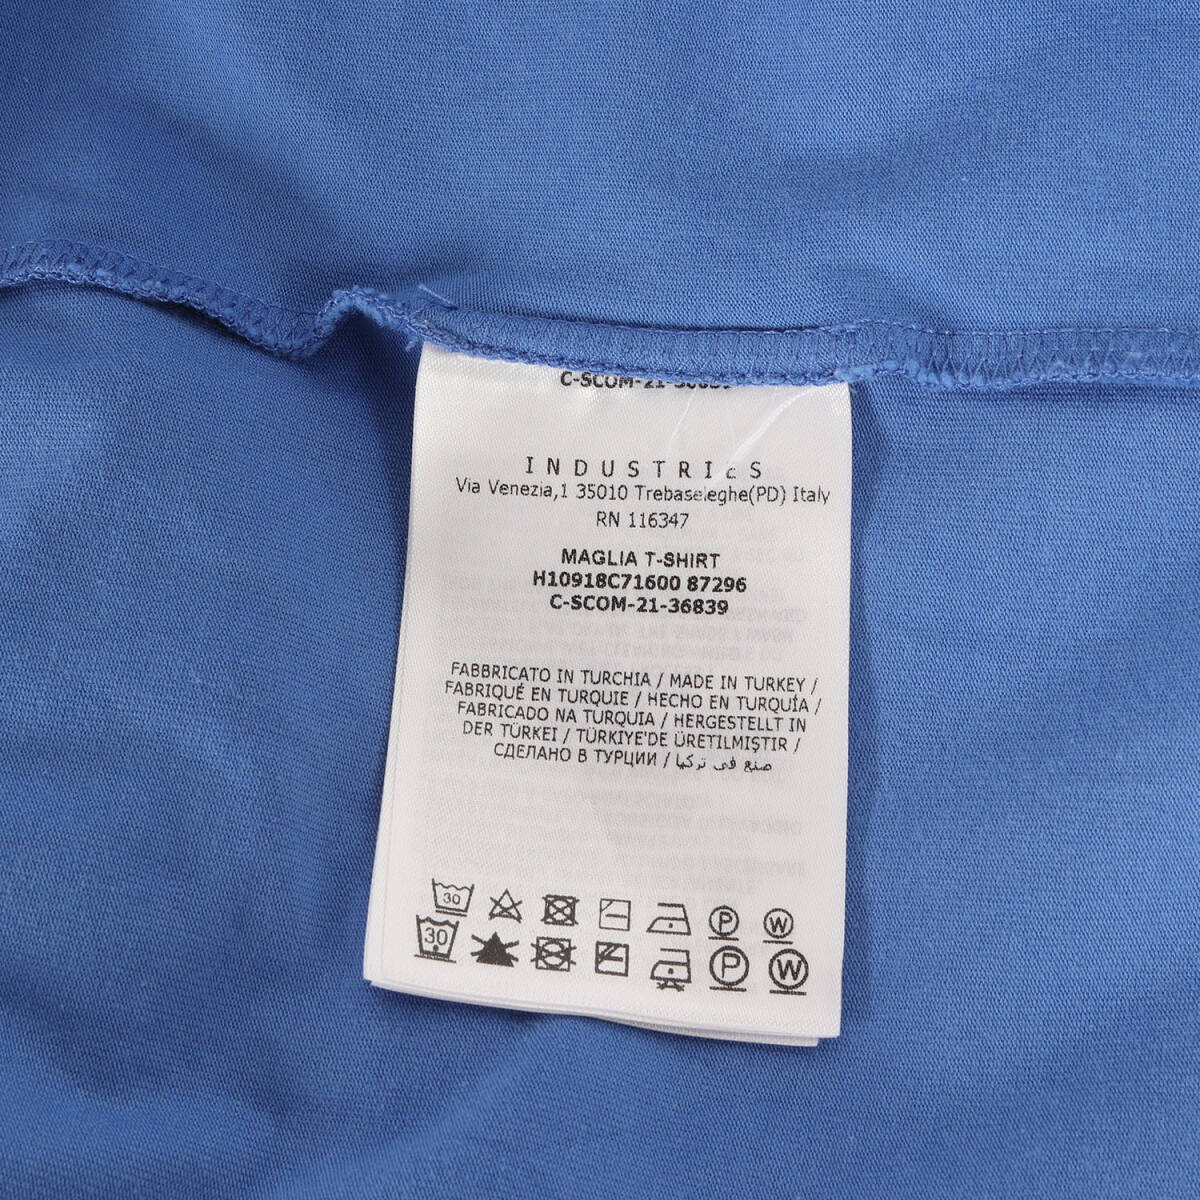 INDUSTRIES
Via Venezia,1 35010 Trebaseleghe(PD) Italy
RN 116347
MAGLIA T-SHIRT
H10918C71600 87296
C-SCOM-21-36839
FABBRICATO IN TURCHIA / MADE IN TURKEY /
FABRIQUÉ EN TURQUIE / HECHO EN TURQUÍA /
FABRICADO NA TURQUIA / HERGESTELLT IN
DER TÜRKEI / TÜRKIYE'DE ÜRETILMIŞTIR /
СДЕЛАНО В ТУРЦИИ / صنع في تركيا
30 P W
30 P W